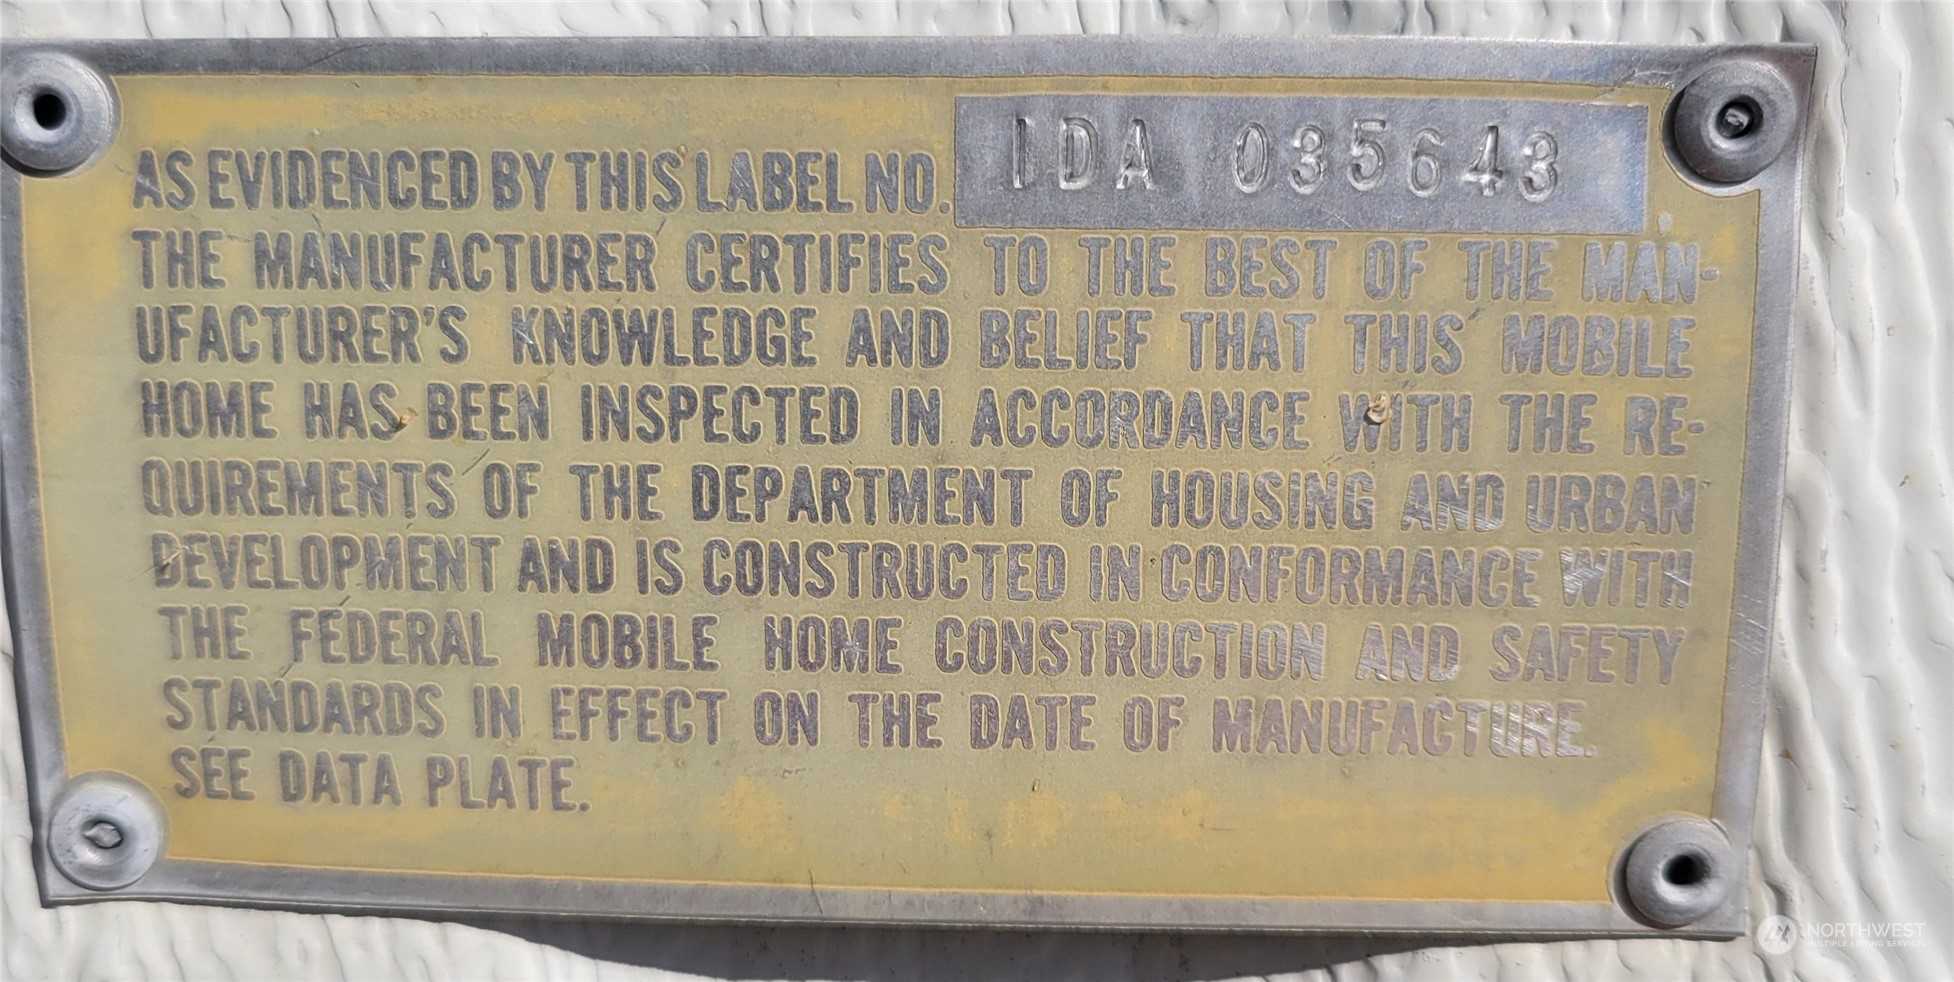 AS EVIDENCED BY THIS LABEL NO. IDA 035643
THE MANUFACTURER CERTIFIES TO THE BEST OF THE MAN-
UFACTURER'S KNOWLEDGE AND BELIEF THAT THIS MOBILE
HOME HAS BEEN INSPECTED IN ACCORDANCE WITH THE RE-
QUIREMENTS OF THE DEPARTMENT OF HOUSING AND URBAN
DEVELOPMENT AND IS CONSTRUCTED IN CONFORMANCE WITH
THE FEDERAL MOBILE HOME CONSTRUCTION AND SAFETY
STANDARDS IN EFFECT ON THE DATE OF MANUFACTURE.
SEE DATA PLATE.
NORTHWEST
MULTIPLE LISTING SERVICE